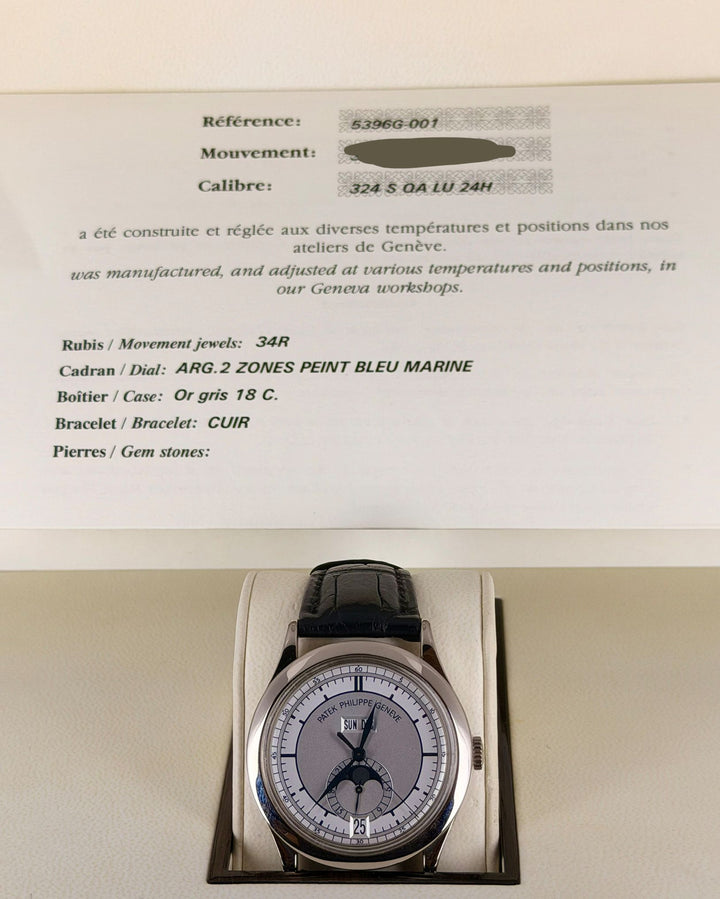 Référence: 5396G-001
Mouvement:
Calibre: 324 S QA LU 24H
a été construite et réglée aux diverses températures et positions dans nos
ateliers de Genève.
was manufactured, and adjusted at various temperatures and positions, in
our Geneva workshops.
Rubis / Movement jewels: 34R
Cadran / Dial: ARG.2 ZONES PEINT BLEU MARINE
Boîtier / Case: Or gris 18 C.
Bracelet / Bracelet: CUIR
Pierres / Gem stones:
60
PATEK PHILIPPE GENEVE
SUN
25
30